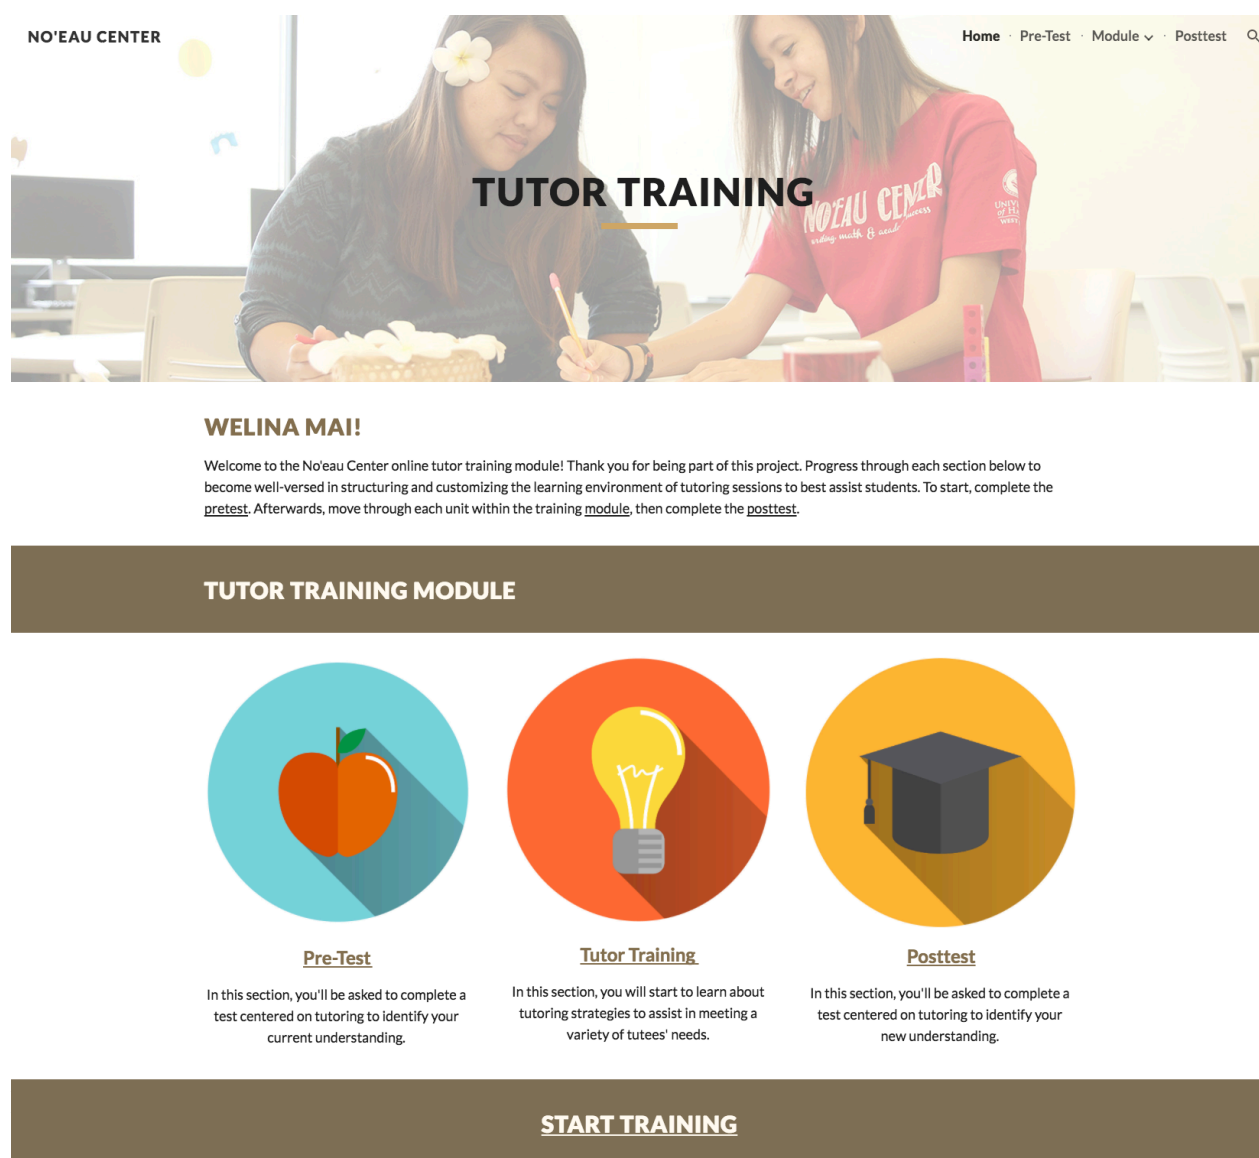 NO'EAU CENTER
Home · Pre-Test · Module · Posttest
TUTOR TRAINING
NO'EAU CENTER
WELINA MAI!
Welcome to the No'eau Center online tutor training module! Thank you for being part of this project. Progress through each section below to
become well-versed in structuring and customizing the learning environment of tutoring sessions to best assist students. To start, complete the
pretest. Afterwards, move through each unit within the training module, then complete the posttest.
TUTOR TRAINING MODULE
Pre-Test
In this section, you'll be asked to complete a
test centered on tutoring to identify your
current understanding.
Tutor Training
In this section, you will start to learn about
tutoring strategies to assist in meeting a
variety of tutees' needs.
Posttest
In this section, you'll be asked to complete a
test centered on tutoring to identify your
new understanding.
START TRAINING